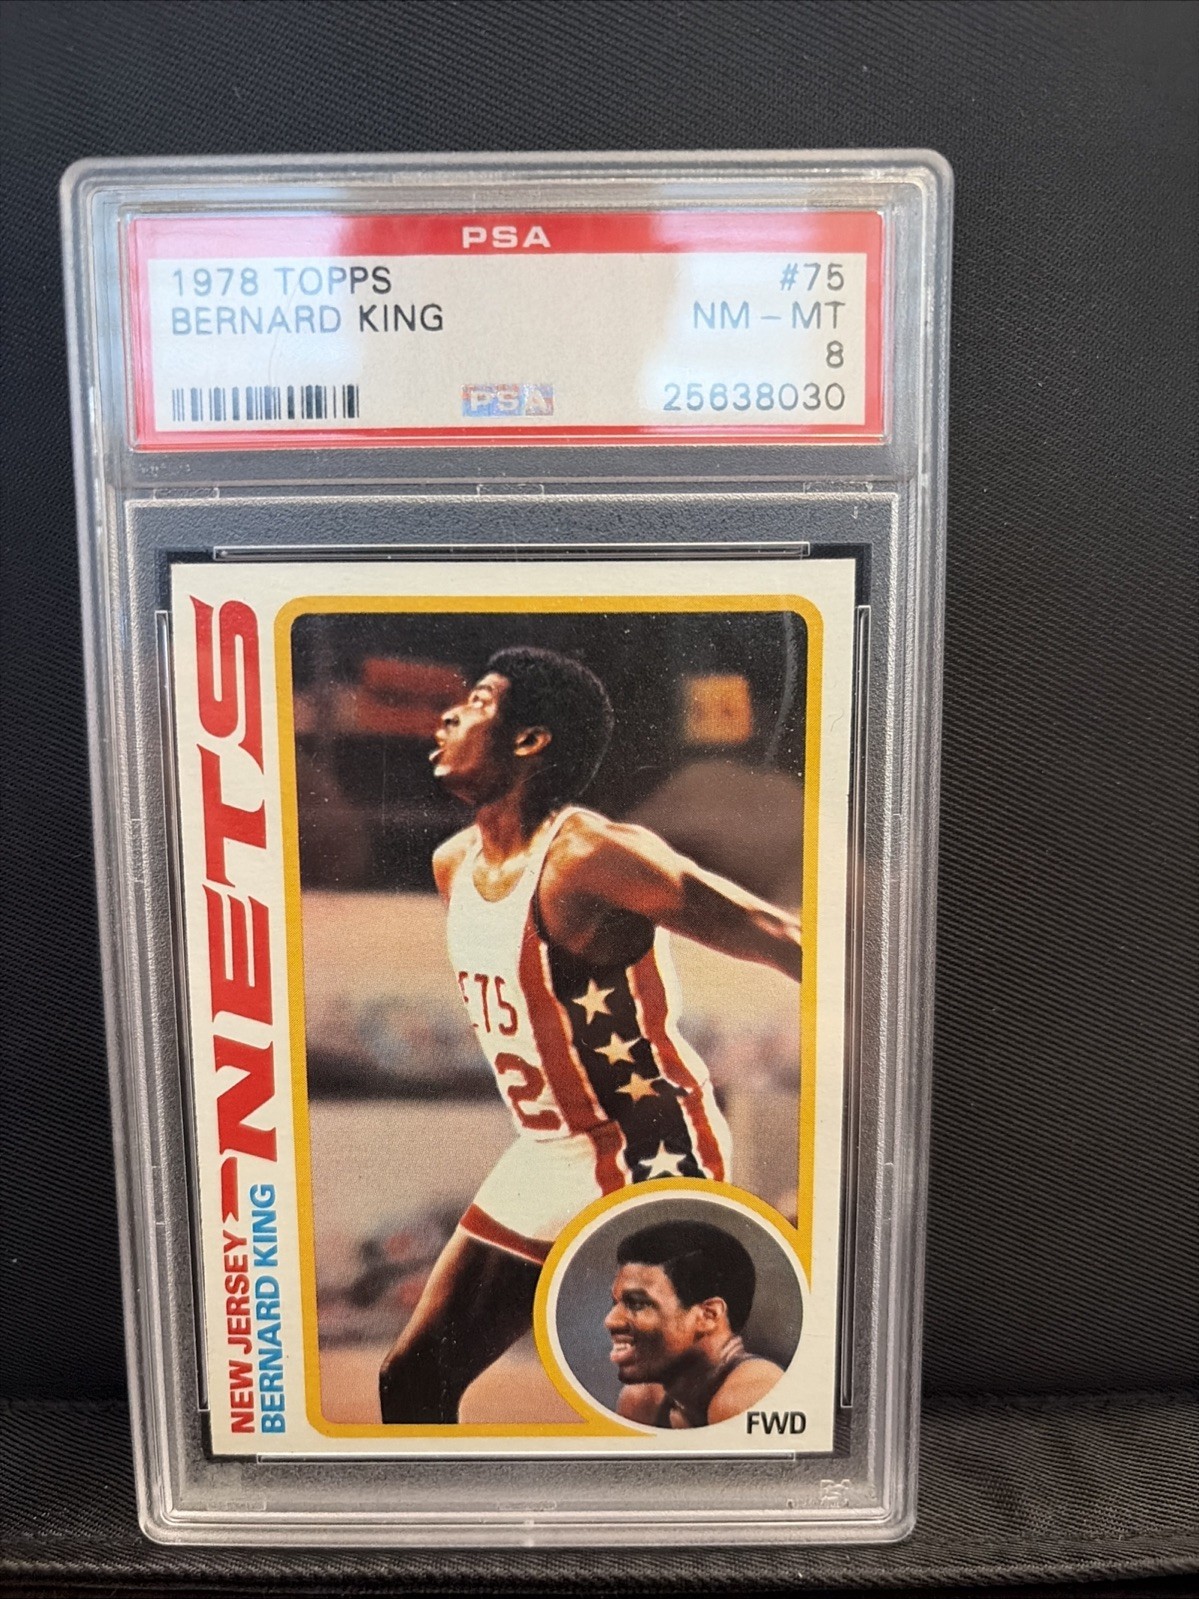 PSA
1978 TOPPS #75
BERNARD KING NM - MT
8
PSA 25638030
NEW JERSEY NETS
BERNARD KING
ETS
2
FWD